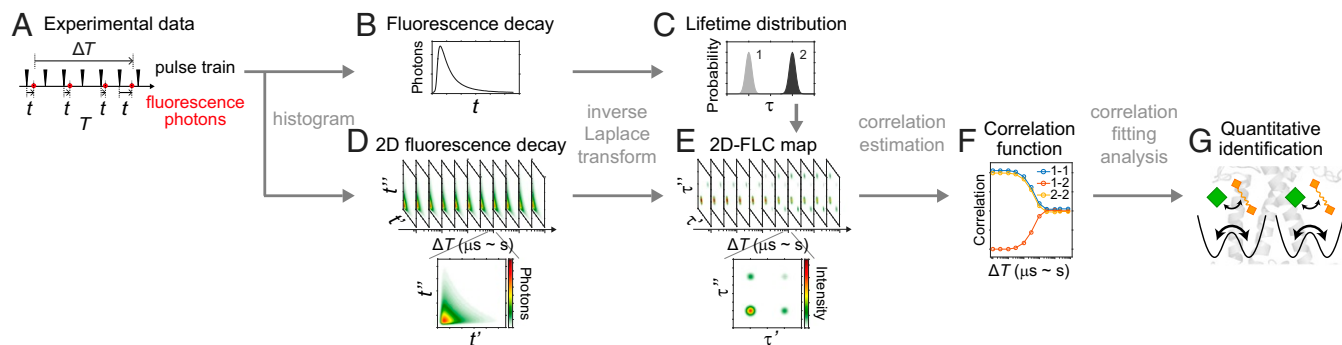 A Experimental data
ΔT
pulse train
t t t t
T
fluorescence
photons
histogram
B Fluorescence decay
Photons
t
C Lifetime distribution
Probability
1 2
τ
inverse
Laplace
transform
D 2D fluorescence decay
t''
t'
ΔT (μs ~ s)
t''
t'
Photons
E 2D-FLC map
τ''
τ'
ΔT (μs ~ s)
τ''
τ'
Intensity
correlation
estimation
F Correlation
function
1-1
1-2
2-2
Correlation
ΔT (μs ~ s)
correlation
fitting
analysis
G Quantitative
identification